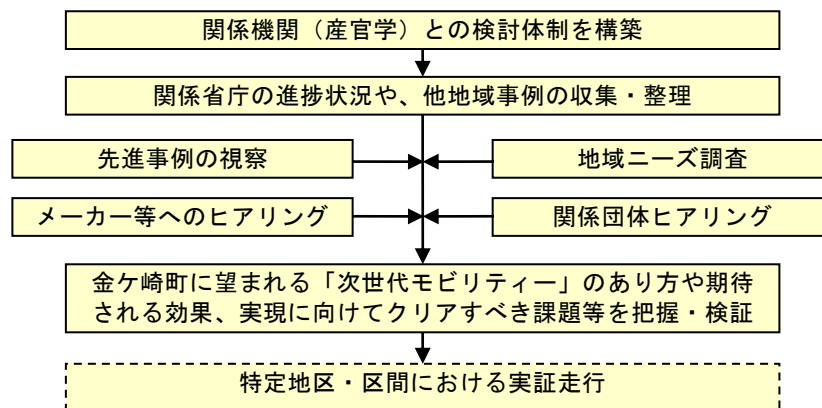 関係機関（産官学）との検討体制を構築
関係省庁の進捗状況や、他地域事例の収集・整理
先進事例の視察
地域ニーズ調査
メーカー等へのヒアリング
関係団体ヒアリング
金ケ崎町に望まれる「次世代モビリティー」のあり方や期待
される効果、実現に向けてクリアすべき課題等を把握・検証
特定地区・区間における実証走行